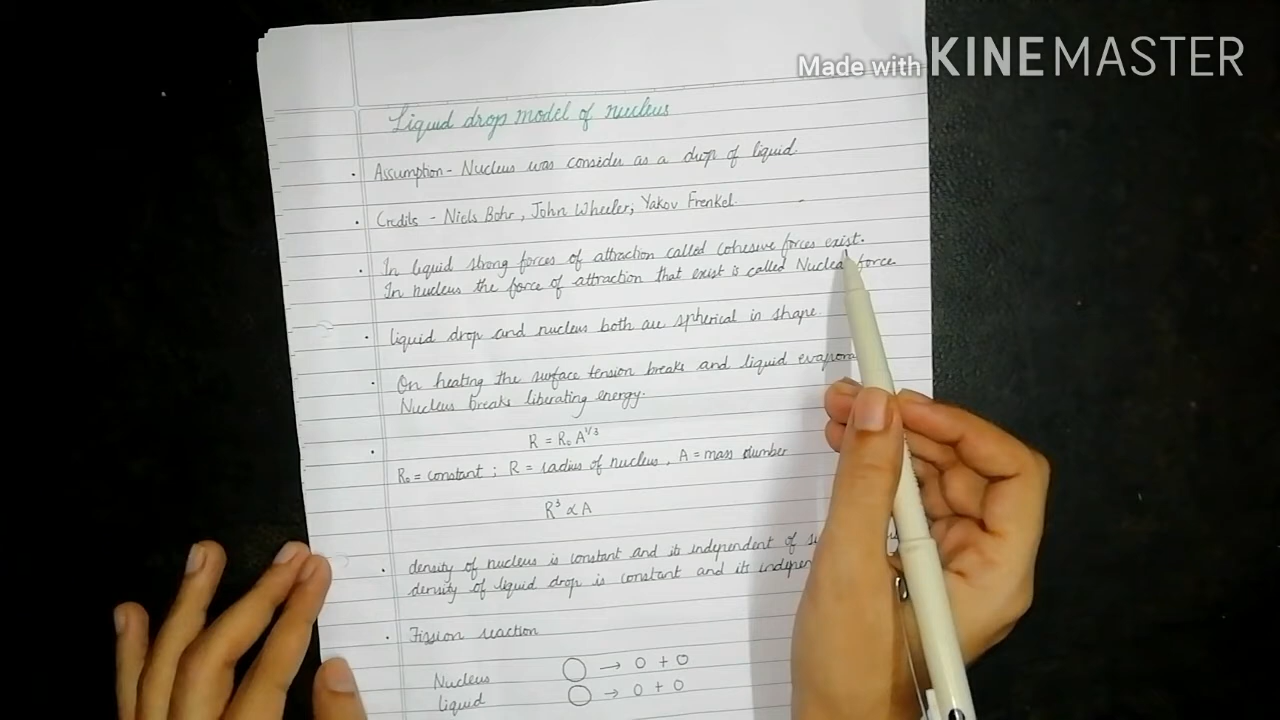 Made with KINEMASTER
Liquid drop model of nucleus
. Assumption - Nucleus was consider as a drop of liquid
. Credits - Niels Bohr, John Wheeler, Yakov Frenkel
. In liquid strong forces of attraction called cohesive forces exist.
In nucleus the force of attraction that exist is called Nuclear force
. liquid drop and nucleus both are spherical in shape
. On heating the surface tension breaks and liquid
Nucleus breaks liberating energy.
. R = R₀ A^1/3
R₀ = constant ; R = radius of nucleus, A = mass number
R³ ∝ A
. density of nucleus is constant and its independent of
density of liquid drop is constant and its
. Fission reaction
Nucleus O → O + O
liquid O → O + O